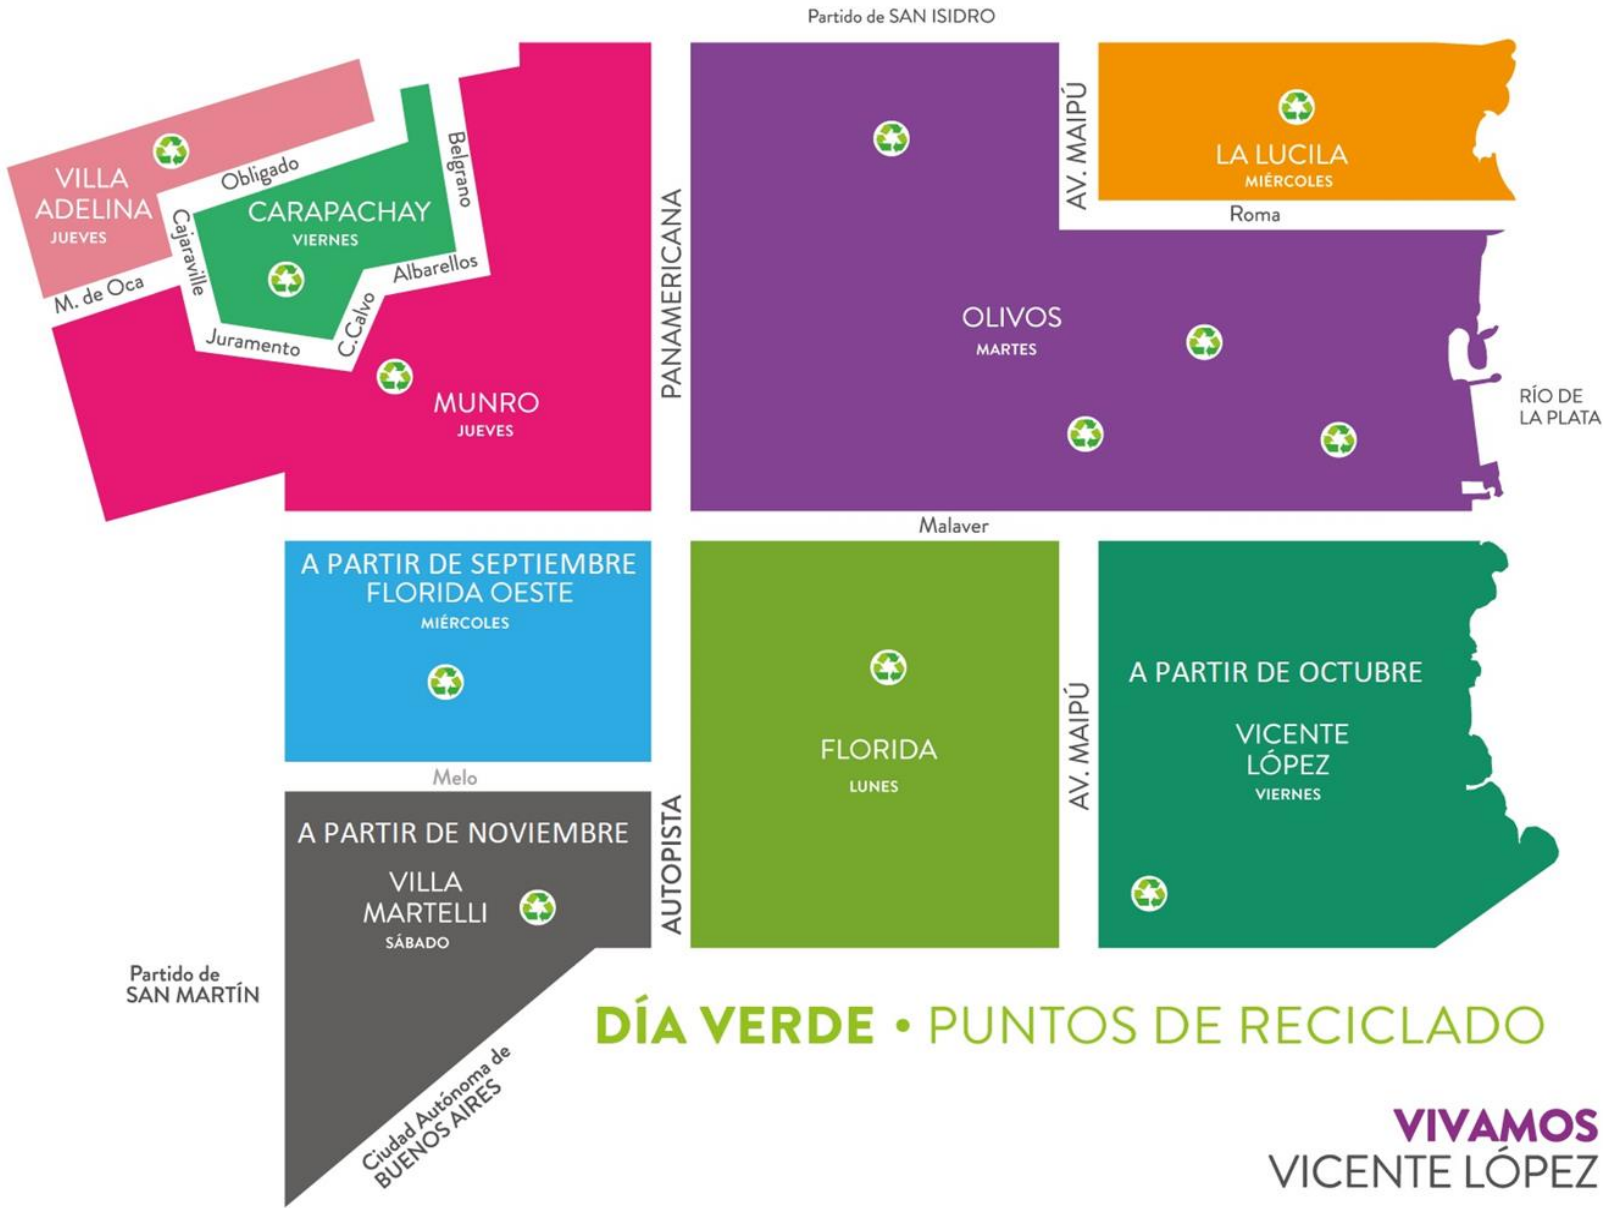 Partido de SAN ISIDRO
VILLA
ADELINA
JUEVES
Obligado
CARAPACHAY
VIERNES
Belgrano
Cajaraville
M. de Oca
Albarellos
C.Calvo
Juramento
MUNRO
JUEVES
PANAMERICANA
AV. MAIPÚ
LA LUCILA
MIÉRCOLES
Roma
OLIVOS
MARTES
RÍO DE
LA PLATA
Malaver
A PARTIR DE SEPTIEMBRE
FLORIDA OESTE
MIÉRCOLES
Melo
A PARTIR DE NOVIEMBRE
VILLA
MARTELLI
SÁBADO
AUTOPISTA
FLORIDA
LUNES
AV. MAIPÚ
A PARTIR DE OCTUBRE
VICENTE
LÓPEZ
VIERNES
Partido de
SAN MARTÍN
Ciudad Autónoma de
BUENOS AIRES
DÍA VERDE • PUNTOS DE RECICLADO
VIVAMOS
VICENTE LÓPEZ